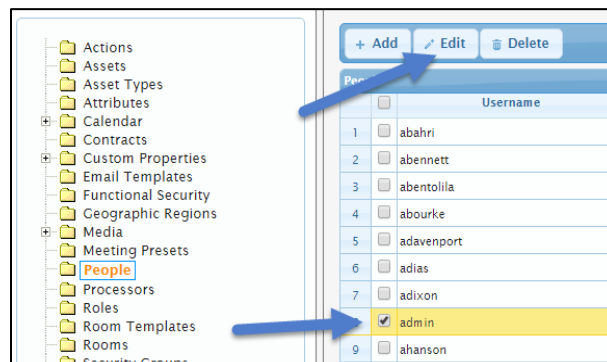 Actions
Assets
Asset Types
Attributes
Calendar
Contracts
Custom Properties
Email Templates
Functional Security
Geographic Regions
Media
Meeting Presets
People
Processors
Roles
Room Templates
Rooms
Security Groups
+ Add Edit Delete
Username
1 abahri
2 abennett
3 abentolila
4 abourke
5 adavenport
6 adias
7 adixon
admin
9 ahanson